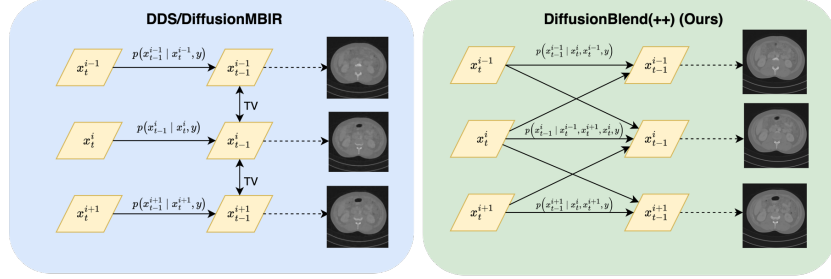 DDS/DiffusionMBIR
x_t^{i-1} p(x_{t-1}^{i-1} | x_t^{i-1}, y) x_{t-1}^{i-1}
TV
x_t^i p(x_{t-1}^i | x_t^i, y) x_{t-1}^i
TV
x_t^{i+1} p(x_{t-1}^{i+1} | x_t^{i+1}, y) x_{t-1}^{i+1}
DiffusionBlend(++) (Ours)
x_t^{i-1} p(x_{t-1}^{i-1} | x_t^i, x_t^{i-1}, y) x_{t-1}^{i-1}
x_t^i p(x_{t-1}^i | x_t^{i-1}, x_t^{i+1}, x_t^i, y) x_{t-1}^i
x_t^{i+1} p(x_{t-1}^{i+1} | x_t^i, x_t^{i+1}, y) x_{t-1}^{i+1}